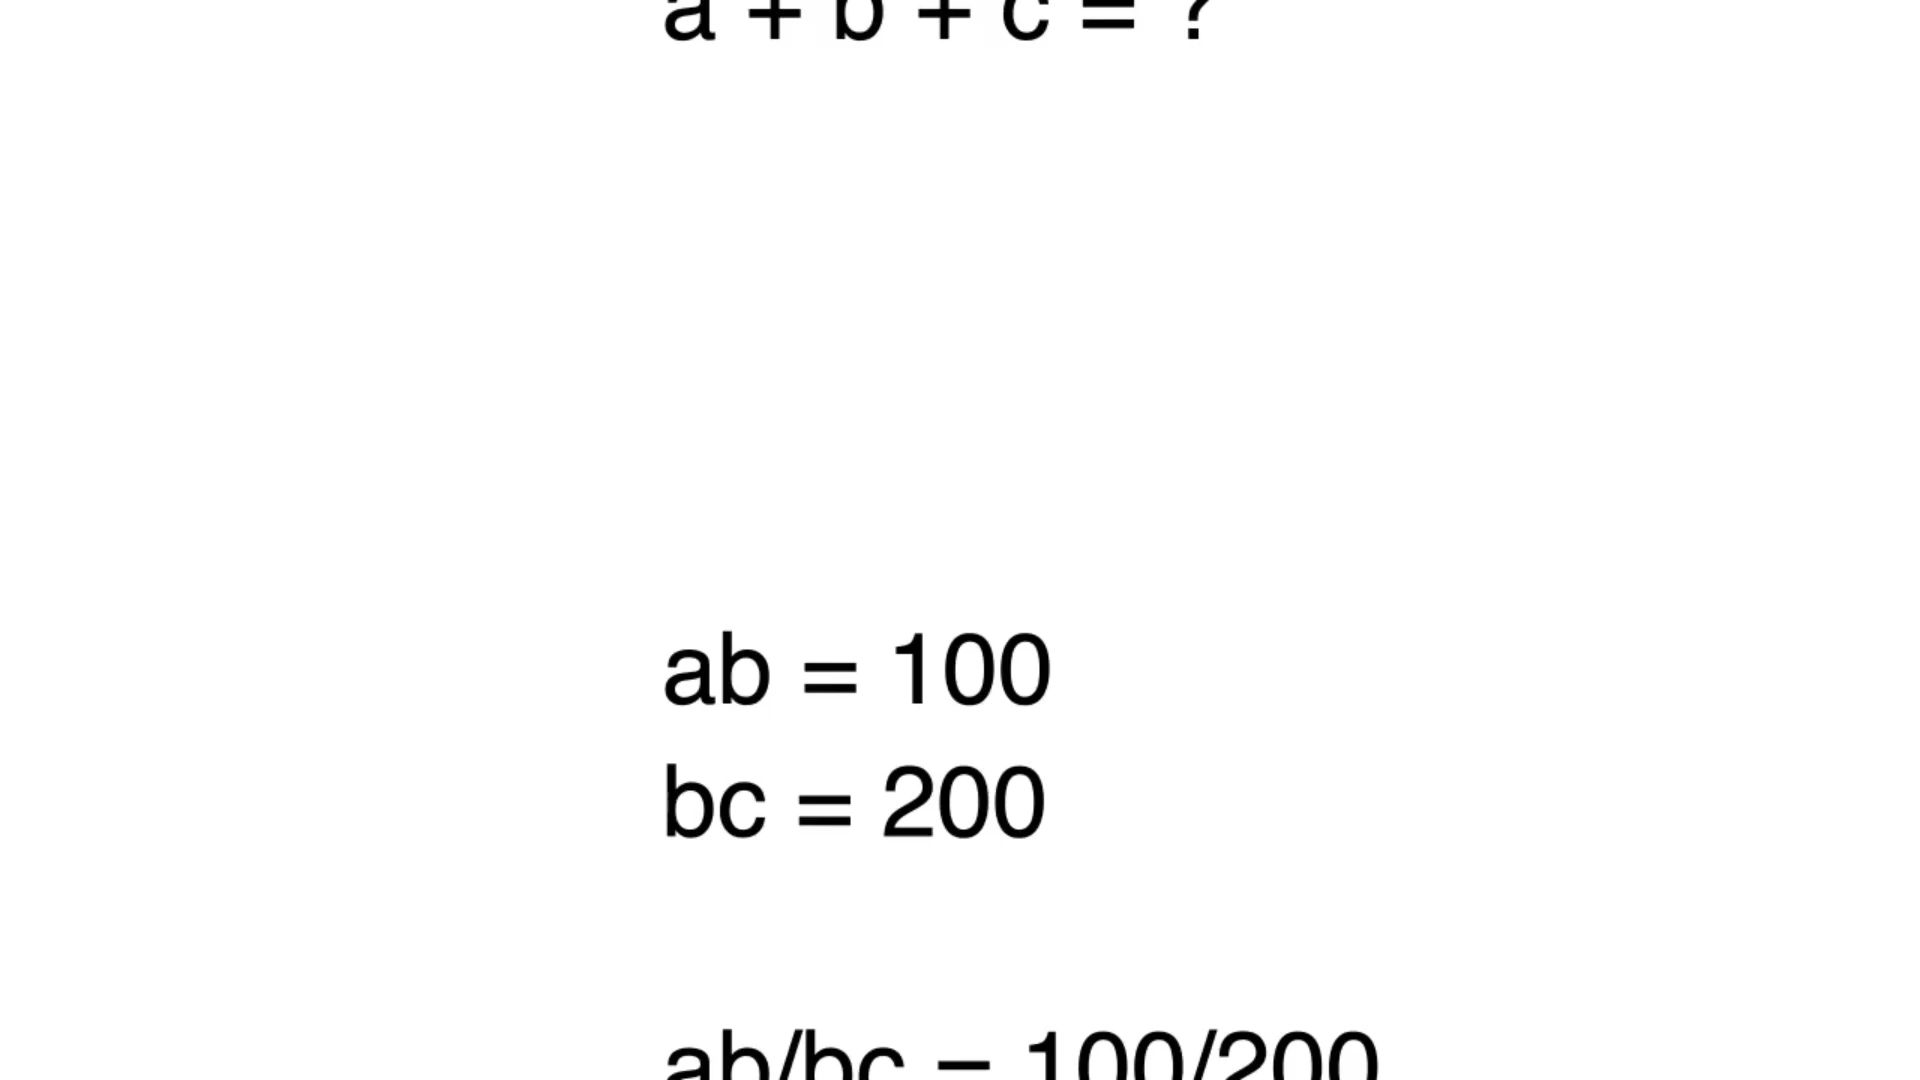 a + b + c = ?
ab = 100
bc = 200
ab/bc = 100/200